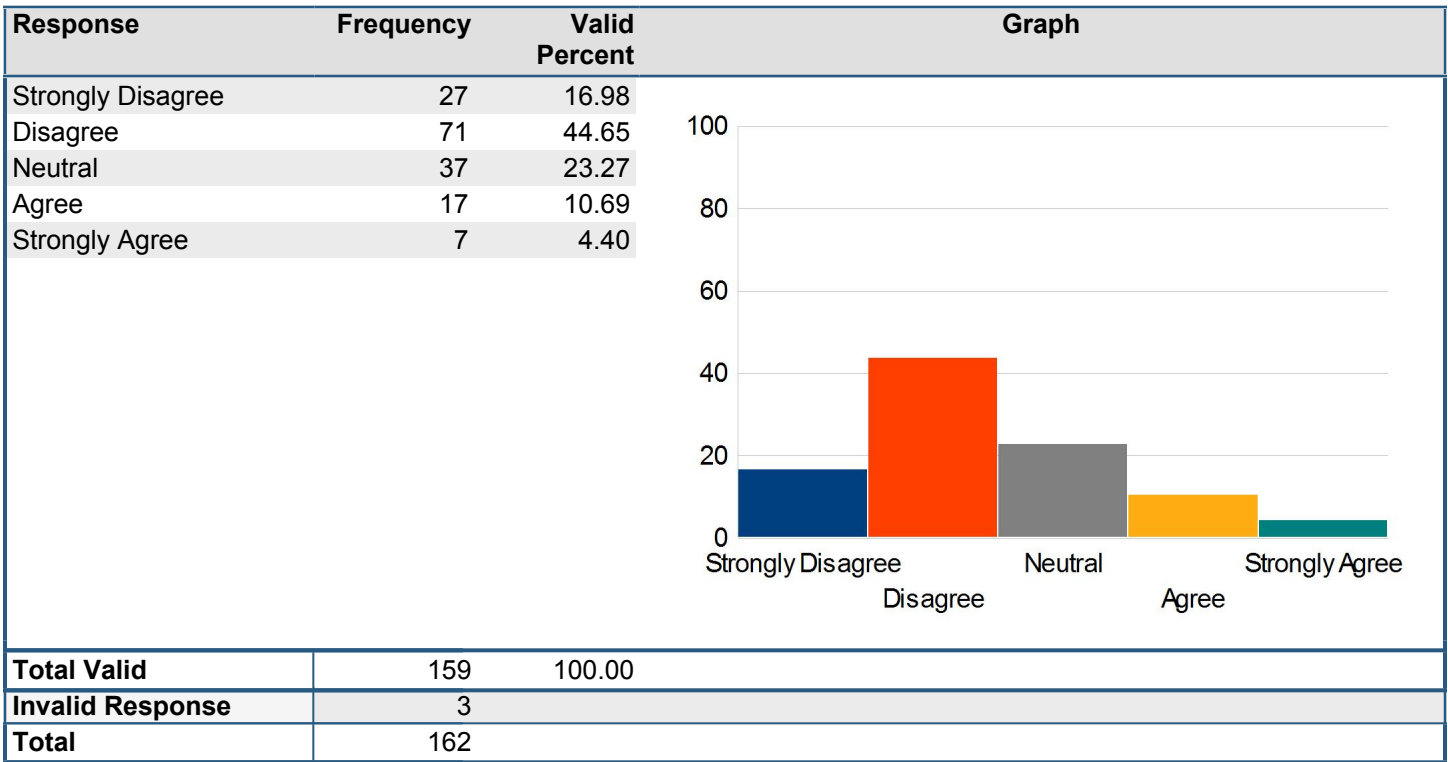 Response Frequency Valid Percent Graph
Strongly Disagree 27 16.98
Disagree 71 44.65
Neutral 37 23.27
Agree 17 10.69
Strongly Agree 7 4.40
100
80
60
40
20
0
Strongly Disagree Neutral Strongly Agree
Disagree Agree
Total Valid 159 100.00
Invalid Response 3
Total 162